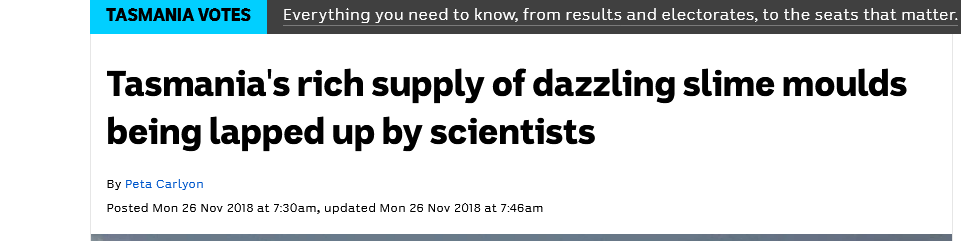 TASMANIA VOTES Everything you need to know, from results and electorates, to the seats that matter.
Tasmania's rich supply of dazzling slime moulds
being lapped up by scientists
By Peta Carlyon
Posted Mon 26 Nov 2018 at 7:30am, updated Mon 26 Nov 2018 at 7:46am